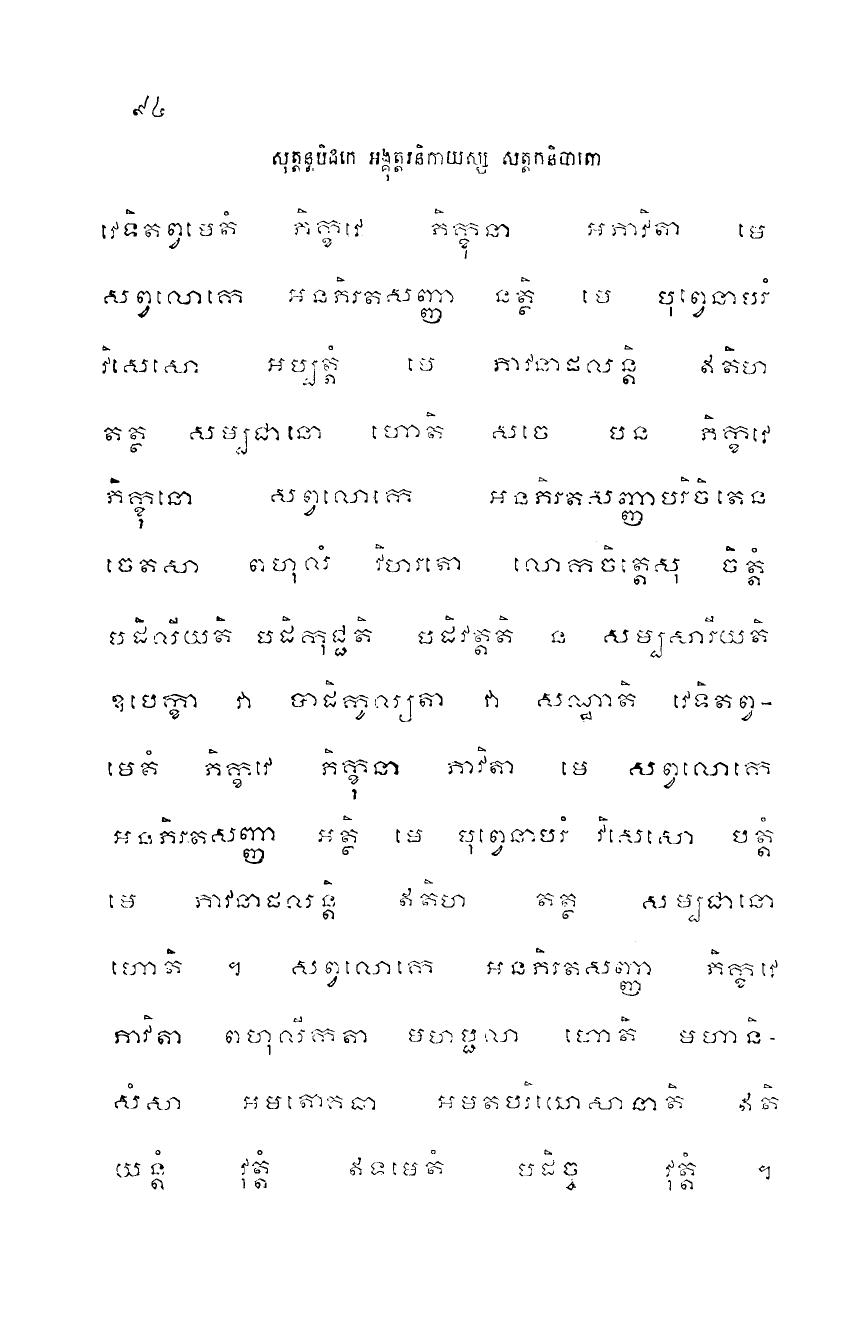 ៩៤
សុត្តន្តបិដកេ អង្គុត្តរនិកាយស្ស សត្តកនិបាតោ
វេទិតព្វមេតំ ភិក្ខវេ ភិក្ខុនា អភាវិតា មេ
សព្វលោកេ អនភិរតសញ្ញា នត្ថិ មេ បុព្វេនាបរំ
វិសេសោ អប្បត្តំ មេ ភាវនាផលន្តិ ឥតិហ
តត្ថ សម្បជានោ ហោតិ សចេ បន ភិក្ខវេ
ភិក្ខុនោ សព្វលោកេ អនភិរតសញ្ញាបរិចិតេន
ចេតសា ពហុលំ វិហរតោ លោកចិត្តេសុ ចិត្តំ
បដិលីយតិ បដិកុដ្ដតិ បដិវត្តតិ ន សម្បសារីយតិ
ឧបេក្ខា វា បាដិកូល្យតា វា សណ្ឋាតិ វេទិតព្វ-
មេតំ ភិក្ខវេ ភិក្ខុនា ភាវិតា មេ សព្វលោកេ
អនភិរតសញ្ញា អត្ថិ មេ បុព្វេនាបរំ វិសេសោ បត្តំ
មេ ភាវនាផលន្តិ ឥតិហ តត្ថ សម្បជានោ
ហោតិ ។ សព្វលោកេ អនភិរតសញ្ញា ភិក្ខវេ
ភាវិតា ពហុលីកតា មហប្ផលា ហោតិ មហានិ-
សំសា អមតោគធា អមតបរិយោសានាតិ ឥតិ
យន្តំ វុត្តំ ឥទមេតំ បដិច្ច វុត្តំ ។